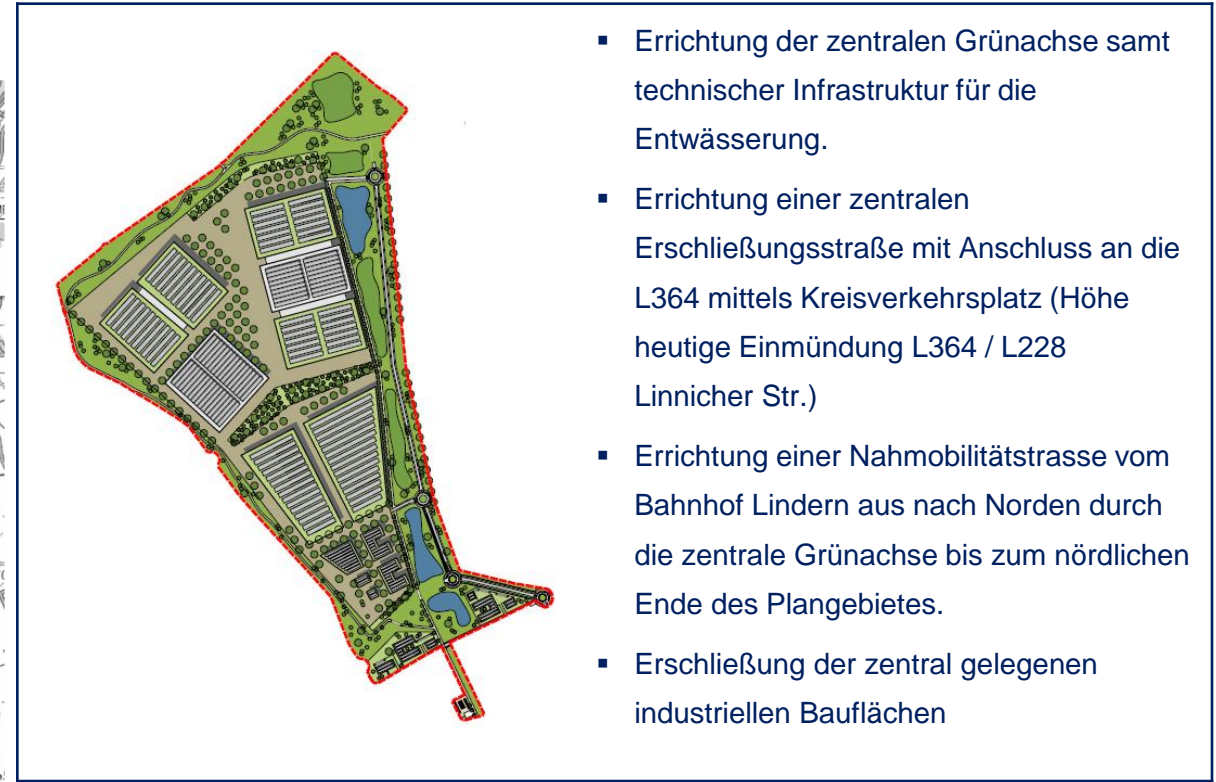 ▪ Errichtung der zentralen Grünachse samt
technischer Infrastruktur für die
Entwässerung.
▪ Errichtung einer zentralen
Erschließungsstraße mit Anschluss an die
L364 mittels Kreisverkehrsplatz (Höhe
heutige Einmündung L364 / L228
Linnicher Str.)
▪ Errichtung einer Nahmobilitätstrasse vom
Bahnhof Lindern aus nach Norden durch
die zentrale Grünachse bis zum nördlichen
Ende des Plangebietes.
▪ Erschließung der zentral gelegenen
industriellen Bauflächen